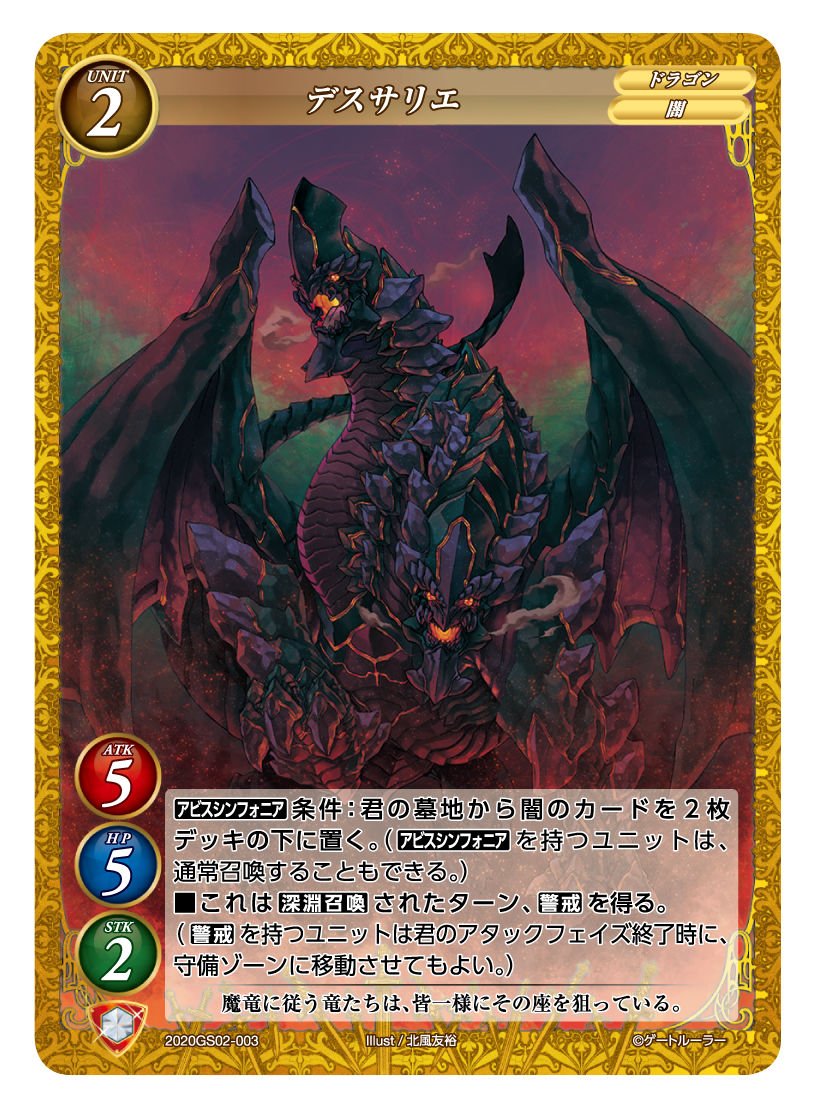 UNIT
2
デスサリエ
ドラゴン
闇
ATK
5
HP
5
STK
2
アビスシンフォニア 条件:君の墓地から闇のカードを2枚
デッキの下に置く。(アビスシンフォニア を持つユニットは、
通常召喚することもできる。)
■これは 深淵召喚 されたターン、警戒 を得る。
(警戒 を持つユニットは君のアタックフェイズ終了時に、
守備ゾーンに移動させてもよい。)
魔竜に従う竜たちは、皆一様にその座を狙っている。
2020GS02-003 Illust/北風友裕 ©ゲートルーラー